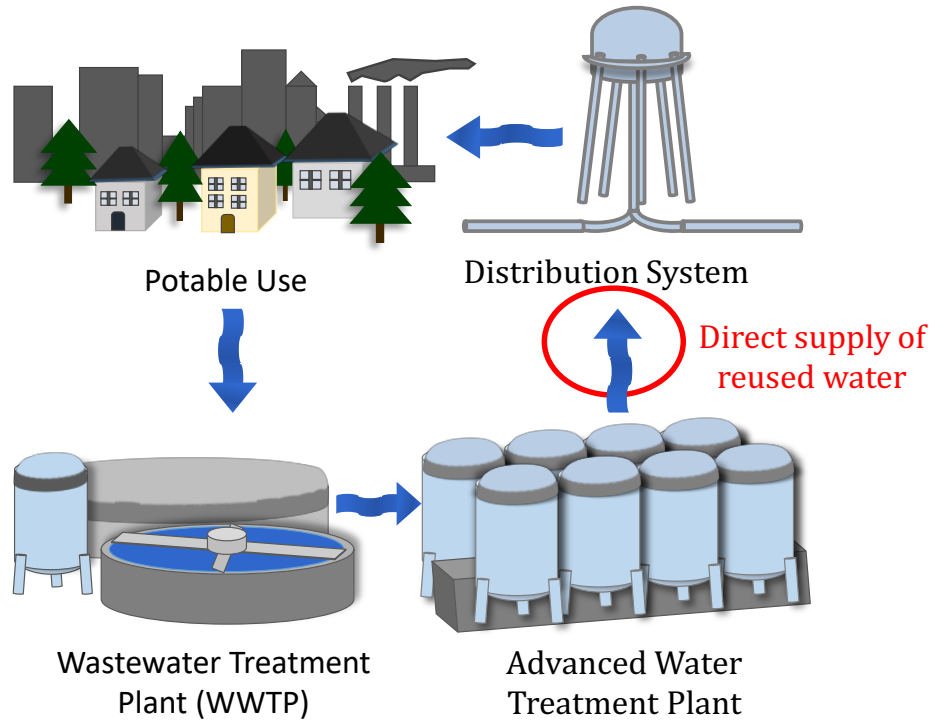 Potable Use
Distribution System
Direct supply of
reused water
Wastewater Treatment
Plant (WWTP)
Advanced Water
Treatment Plant